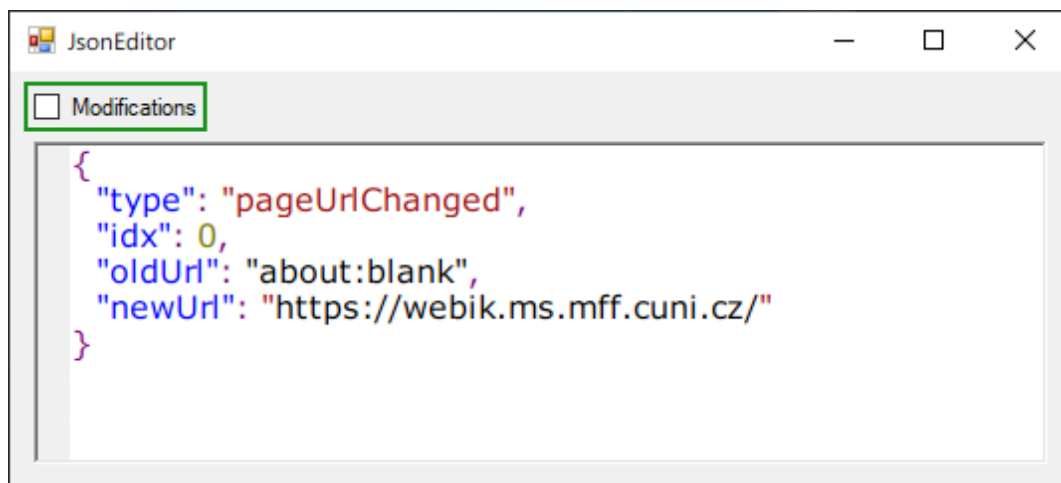 JsonEditor
Modifications
{
"type": "pageUrlChanged",
"idx": 0,
"oldUrl": "about:blank",
"newUrl": "https://webik.ms.mff.cuni.cz/"
}